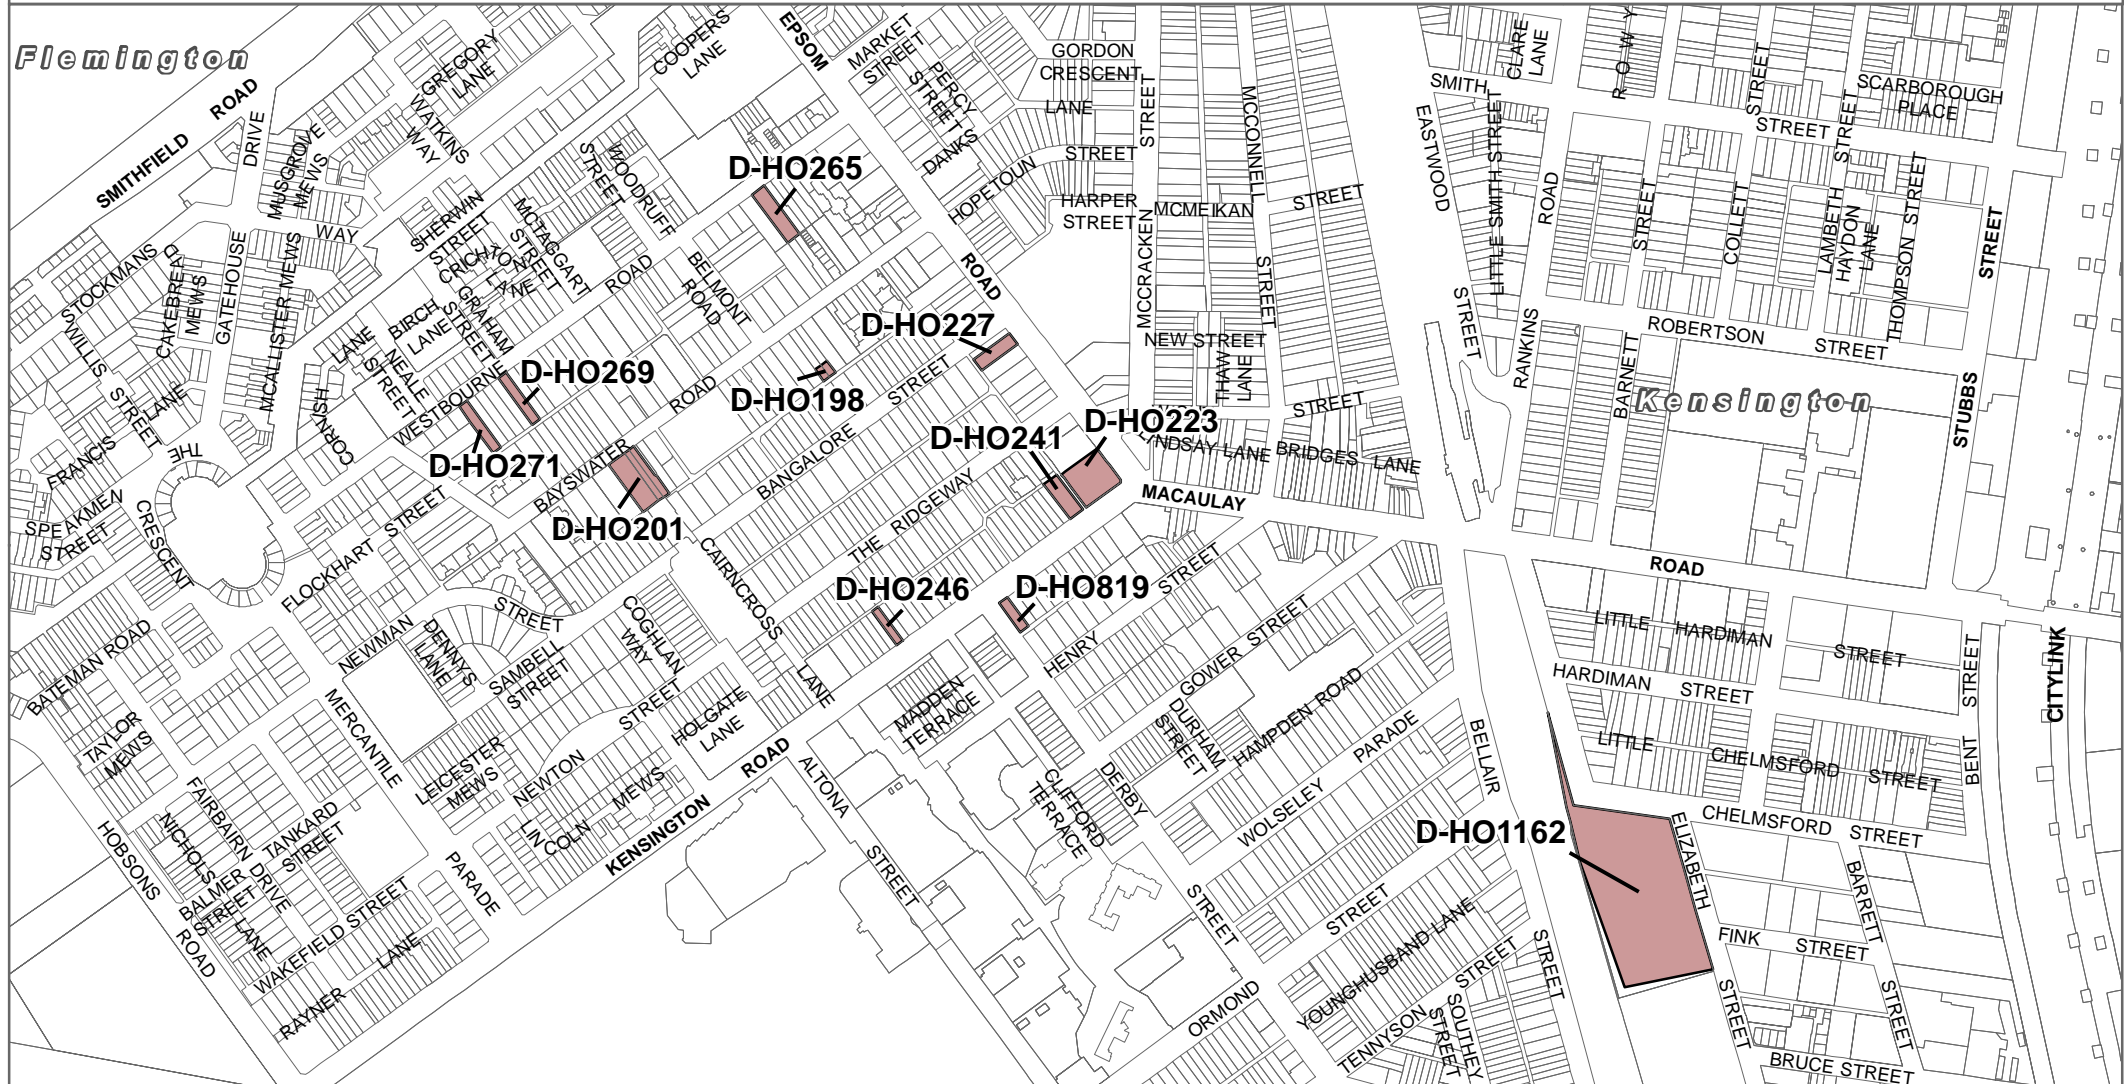 Flemington
SMITHFIELD
ROAD
DRIVE
GREGORY
LANE
COOPERS
LANE
EPSOM
MARKET
STREET
PERCY
STREET
DANKS
GORDON
CRESCENT
LANE
STREET
HOPETOUN
HARPER
STREET
STREET
MCCRACKEN
MCCONNELL
STREET
MCMEIKAN
STREET
EASTWOOD
STREET
SMITH
STREET
CLARE
LANE
LITTLE SMITH STREET
ROWY
STREET
STREET
SCARBOROUGH
PLACE
ROAD
RANKINS
STREET
BARNETT
COLLETT
LAMBETH
HAYDON
LANE
THOMPSON
STREET
STREET
STUBBS
ROBERTSON
STREET
Kensington
MUSGROVE
MEWS
WATKINS
WAY
WAY
SHERWIN
STREET
CRICHTON
LANE
MCTAGGART
STREET
WOODRUFF
STREET
D-HO265
ROAD
BELMONT
ROAD
STOCKMANS
CAKEBREAD
MEWS
GATEHOUSE
MCALLISTER MEWS
WILLIS
STREET
LANE
BIRCH
LANE
LANE
GRAHAM
STREET
NEALE
STREET
WESTBOURNE
CORNISH
D-HO269
D-HO271
D-HO198
D-HO227
ROAD
NEW STREET
THAW
LANE
STREET
D-HO241
D-HO223
LINDSAY LANE
BRIDGES LANE
MACAULAY
ROAD
FRANCIS
THE
CRESCENT
SPEAKMEN
STREET
FLOCKHART
STREET
BAYSWATER
ROAD
BANGALORE
STREET
THE RIDGEWAY
D-HO201
CAIRNCROSS
LANE
D-HO246
D-HO819
HENRY
STREET
GOWER STREET
BATEMAN ROAD
NEWMAN
STREET
DENNYS
LANE
SAMBELL
STREET
COGHLAN
WAY
TAYLOR
MEWS
MERCANTILE
PARADE
LEICESTER
MEWS
NEWTON
STREET
HOLGATE
LANE
LINCOLN
MEWS
KENSINGTON
ROAD
ALTONA
STREET
MADDEN
TERRACE
CLIFFORD
TERRACE
DERBY
STREET
DURHAM
STREET
HAMPDEN ROAD
WOLSELEY
PARADE
BELLAIR
STREET
HOBSONS
ROAD
NICHOLS
LANE
FAIRBAIRN
DRIVE
TANKARD
STREET
BALMER
STREET
WAKEFIELD STREET
RAYNER
LANE
ORMOND
STREET
YOUNGHUSBAND LANE
TENNYSON
STREET
SOUTHEY
STREET
LITTLE
HARDIMAN
STREET
HARDIMAN
STREET
LITTLE
CHELMSFORD
STREET
CHELMSFORD
STREET
D-HO1162
ELIZABETH
STREET
BARRETT
STREET
FINK
STREET
BRUCE STREET
BENT
STREET
CITYLINK